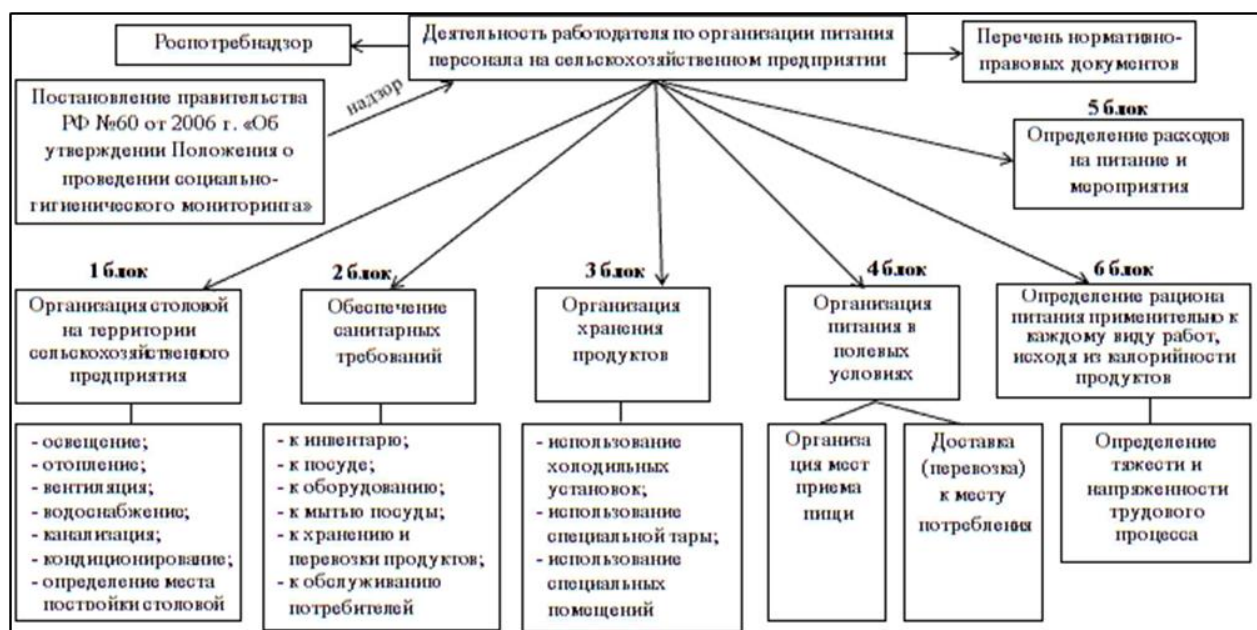 Роспотребнадзор
Деятельность работодателя по организации питания
персонала на сельскохозяйственном предприятии
Перечень нормативно-
правовых документов
Постановление правительства
РФ №60 от 2006 г. «Об
утверждении Положения о
проведении социально-
гигиенического мониторинга»
надзор
5 блок
Определение расходов
на питание и
мероприятия
1 блок
Организация столовой
на территории
сельскохозяйственного
предприятия
- освещение;
- отопление;
- вентиляция;
- водоснабжение;
- канализация;
- кондиционирование;
- определение места
постройки столовой
2 блок
Обеспечение
санитарных
требований
- к инвентарю;
- к посуде;
- к оборудованию;
- к мытью посуды;
- к хранению и
перевозки продуктов;
- к обслуживанию
потребителей
3 блок
Организация
хранения
продуктов
- использование
холодильных
установок;
- использование
специальной тары;
- использование
специальных
помещений
4 блок
Организация
питания в
полевых
условиях
Организа
ция мест
приема
пищи
Доставка
(перевозка)
к месту
потребления
6 блок
Определение рациона
питания применительно к
каждому виду работ,
исходя из калорийности
продуктов
Определение
тяжести и
напряженности
трудового
процесса